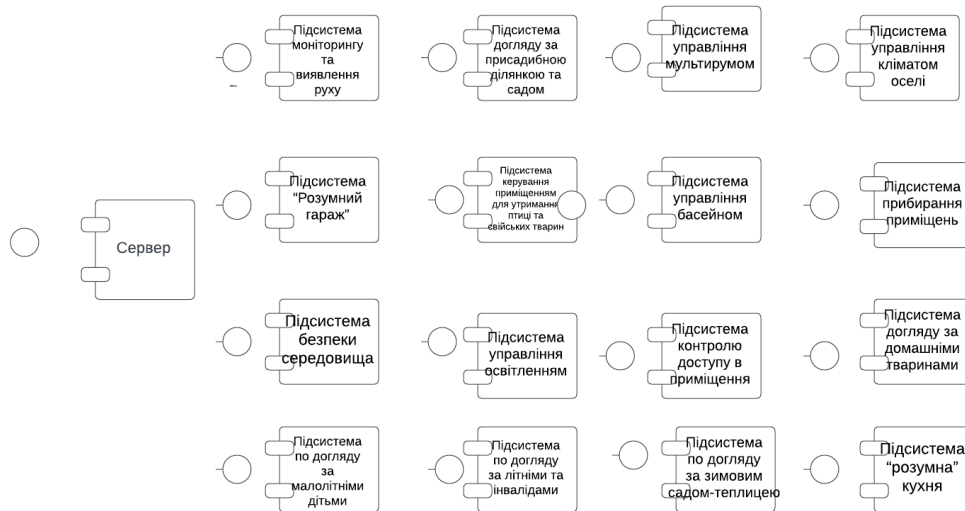 Підсистема
моніторингу
та
виявлення
руху
Підсистема
догляду за
присадибною
ділянкою та
садом
Підсистема
управління
мультирумом
Підсистема
управління
кліматом
оселі
Сервер
Підсистема
“Розумний
гараж”
Підсистема
керування
приміщенням
для утримання
птиці та
свійських тварин
Підсистема
управління
басейном
Підсистема
прибирання
приміщень
Підсистема
безпеки
середовища
Підсистема
управління
освітленням
Підсистема
контролю
доступу в
приміщення
Підсистема
догляду за
домашніми
тваринами
Підсистема
по догляду
за
малолітніми
дітьми
Підсистема
по догляду
за літніми та
інвалідами
Підсистема
по догляду
за зимовим
садом-теплицею
Підсистема
“розумна”
кухня